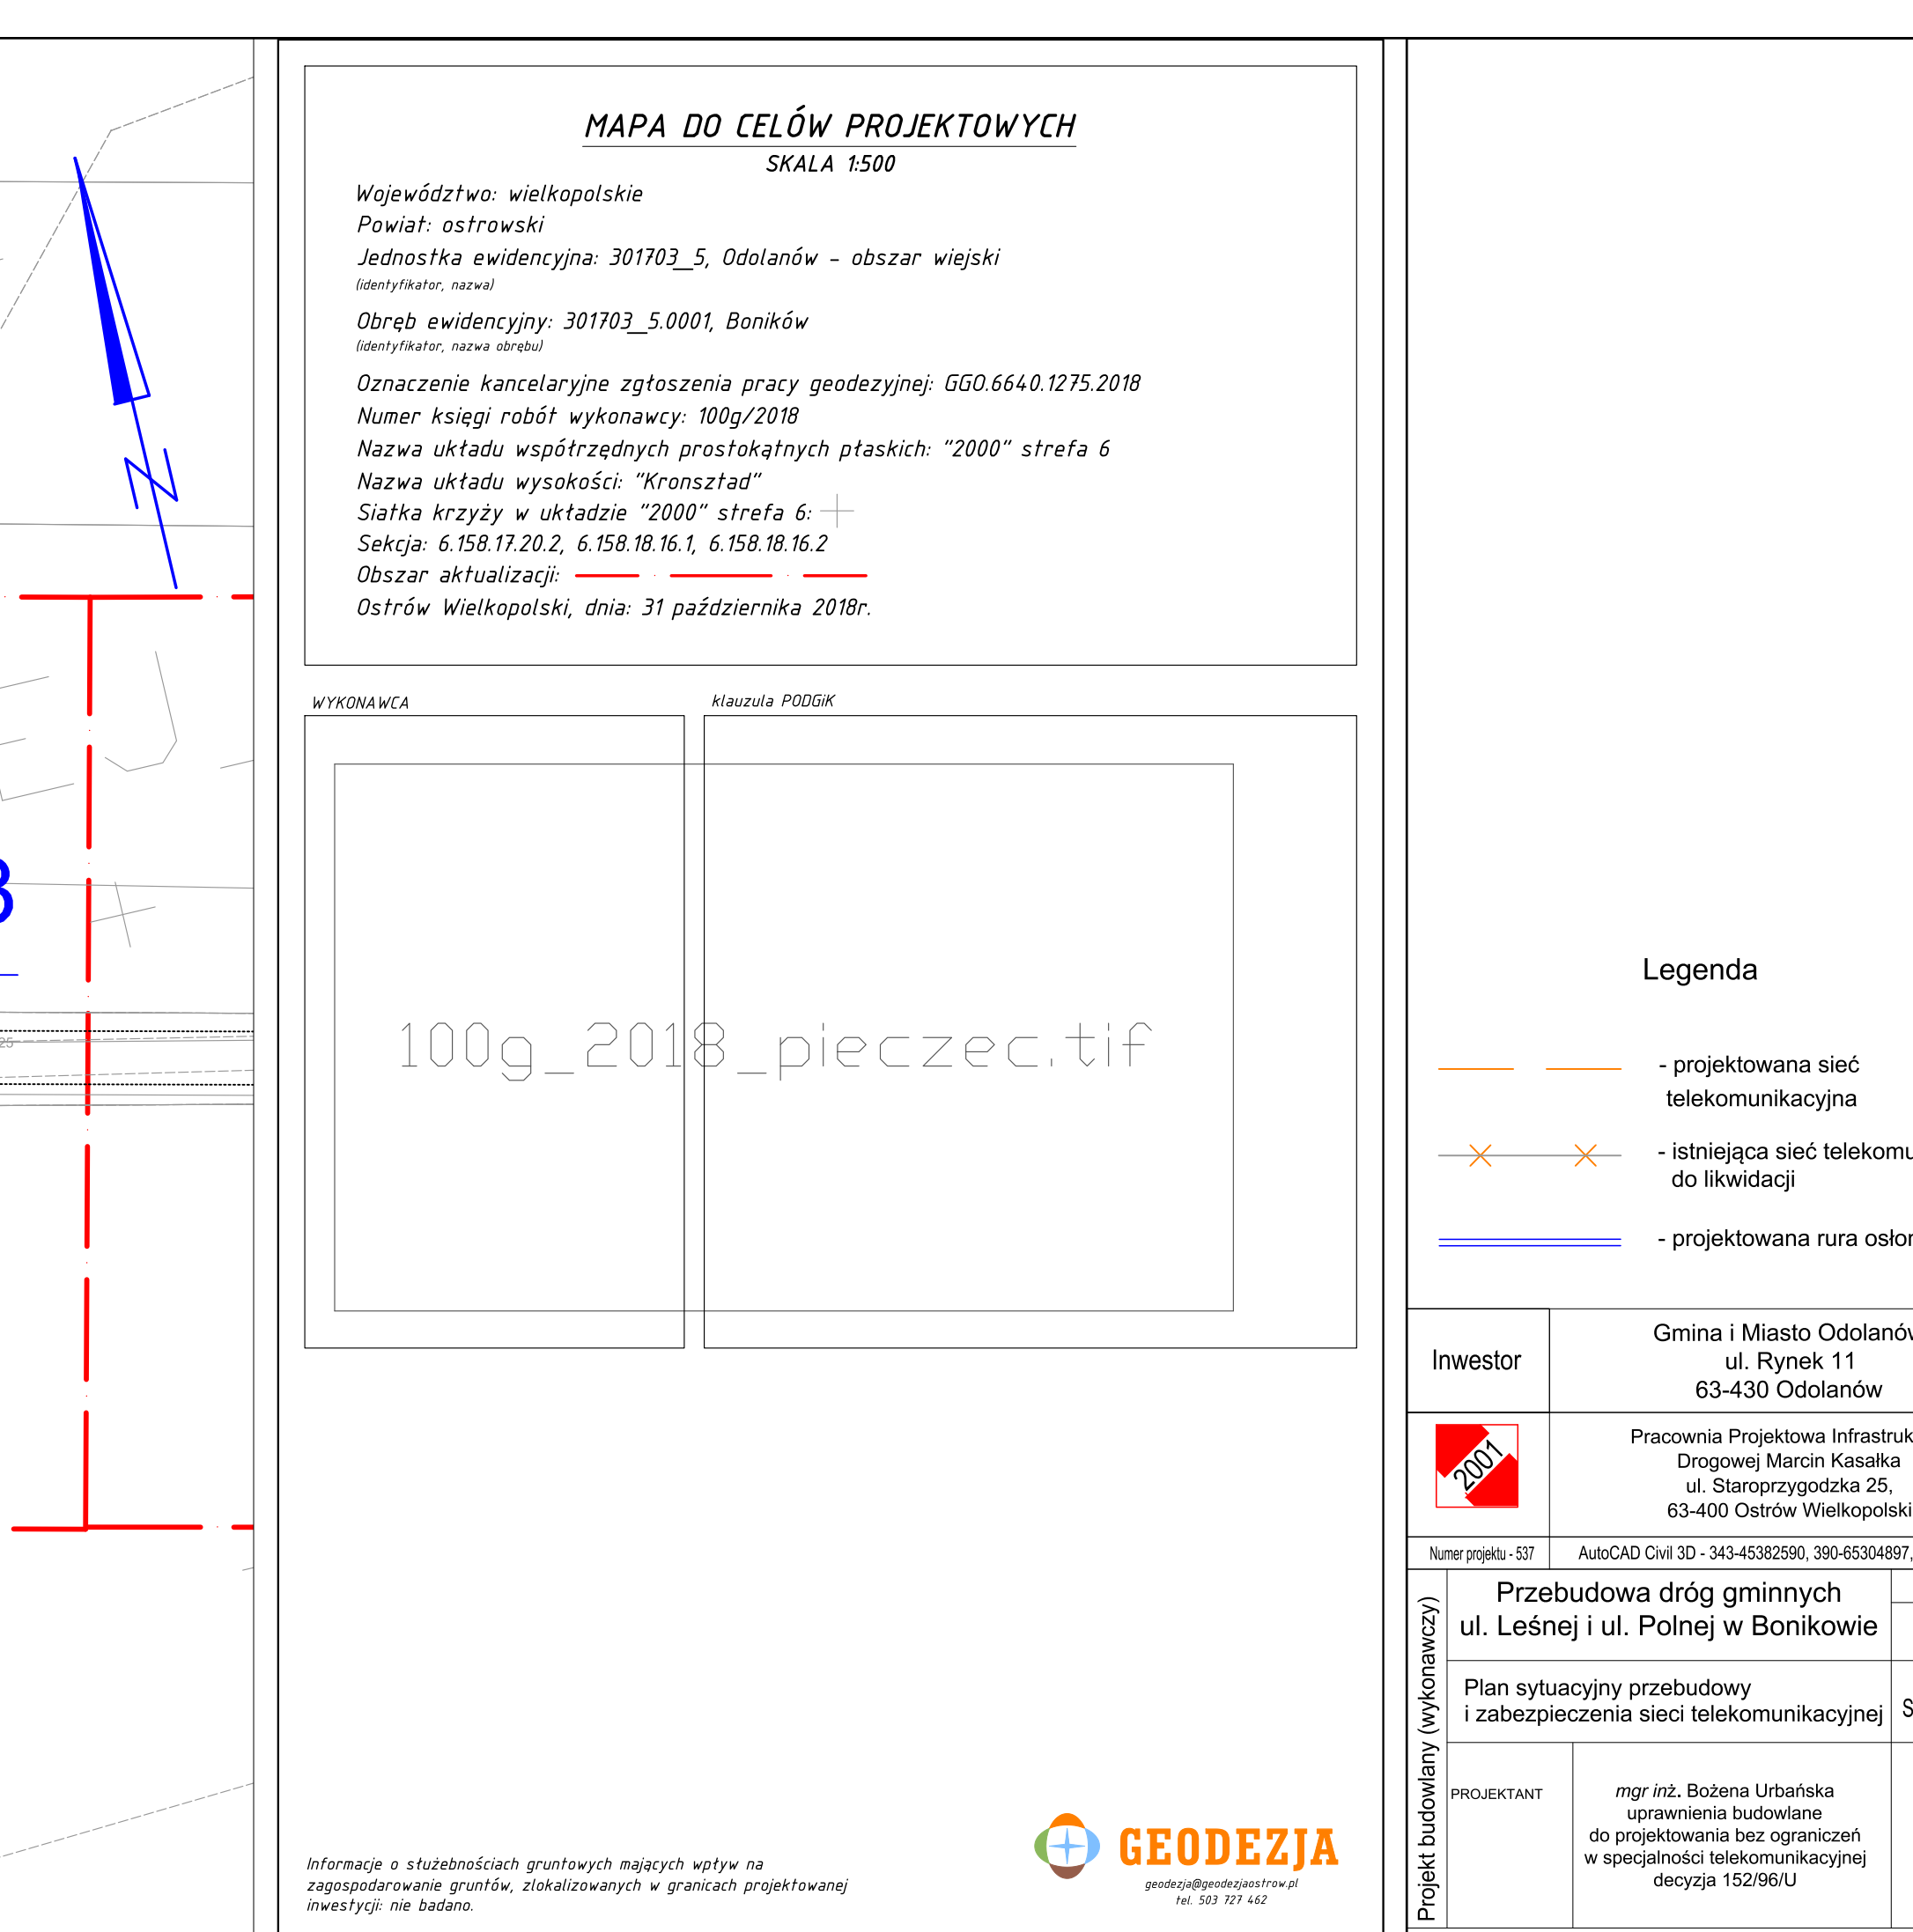 MAPA DO CELÓW PROJEKTOWYCH
SKALA 1:500
Województwo: wielkopolskie
Powiat: ostrowski
Jednostka ewidencyjna: 301703_5, Odolanów - obszar wiejski
(identyfikator, nazwa)
Obręb ewidencyjny: 301703_5.0001, Boników
(identyfikator, nazwa obrębu)
Oznaczenie kancelaryjne zgłoszenia pracy geodezyjnej: GGO.6640.1275.2018
Numer księgi robót wykonawcy: 100g/2018
Nazwa układu współrzędnych prostokątnych płaskich: "2000" strefa 6
Nazwa układu wysokości: "Kronsztad"
Siatka krzyży w układzie "2000" strefa 6:
Sekcja: 6.158.17.20.2, 6.158.18.16.1, 6.158.18.16.2
Obszar aktualizacji:
Ostrów Wielkopolski, dnia: 31 października 2018r.
N
WYKONAWCA
klauzula PODGiK
100g_2018_pieczec.tif
25
Informacje o służebnościach gruntowych mających wpływ na
zagospodarowanie gruntów, zlokalizowanych w granicach projektowanej
inwestycji: nie badano.
GEODEZJA
geodezja@geodezjaostrow.pl
tel. 503 727 462
Legenda
- projektowana sieć
telekomunikacyjna
- istniejąca sieć
do likwidacji
- projektowana rura
Inwestor
Gmina i Miasto Odolanów
ul. Rynek 11
63-430 Odolanów
2001
Pracownia Projektowa
Drogowej Marcin Kasałka
ul. Staroprzygodzka 25,
63-400 Ostrów Wielkopolski
Numer projektu - 537
AutoCAD Civil 3D - 343-45382590, 390-65304897,
Projekt budowlany (wykonawczy)
Przebudowa dróg gminnych
ul. Leśnej i ul. Polnej w Bonikowie
Plan sytuacyjny przebudowy
i zabezpieczenia sieci telekomunikacyjnej
PROJEKTANT
mgr inż. Bożena Urbańska
uprawnienia budowlane
do projektowania bez ograniczeń
w specjalności telekomunikacyjnej
decyzja 152/96/U